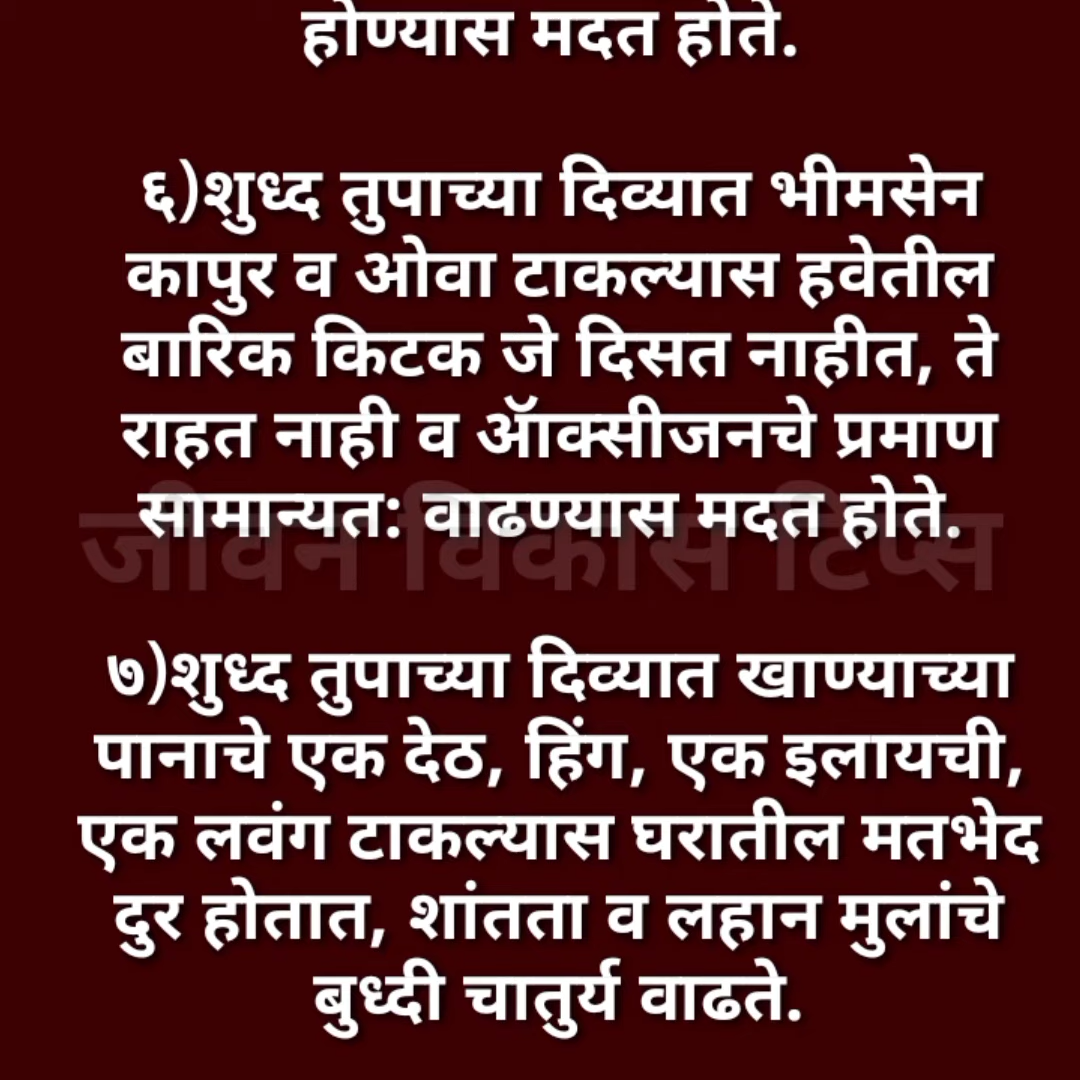 होण्यास मदत होते.
६)शुध्द तुपाच्या दिव्यात भीमसेन
कापुर व ओवा टाकल्यास हवेतील
बारिक किटक जे दिसत नाहीत, ते
राहत नाही व ऑक्सीजनचे प्रमाण
सामान्यत: वाढण्यास मदत होते.
जीवन विकास टिप्स
७)शुध्द तुपाच्या दिव्यात खाण्याच्या
पानाचे एक देठ, हिंग, एक इलायची,
एक लवंग टाकल्यास घरातील मतभेद
दुर होतात, शांतता व लहान मुलांचे
बुध्दी चातुर्य वाढते.